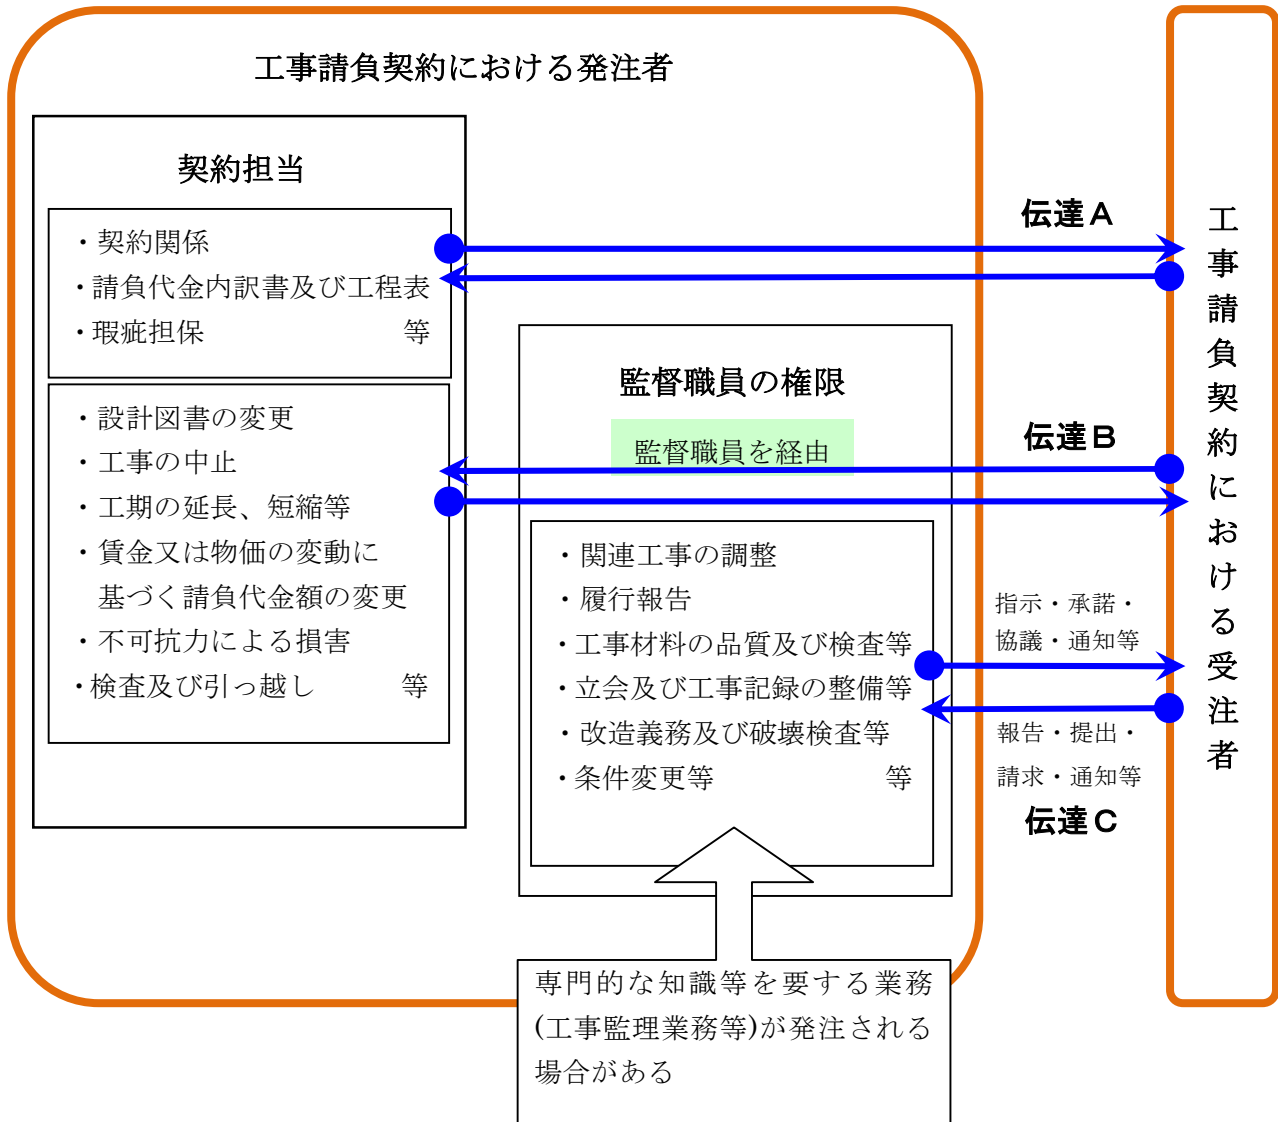 工事請負契約における発注者
契約担当
・契約関係
・請負代金内訳書及び工程表
・瑕疵担保 等
・設計図書の変更
・工事の中止
・工期の延長、短縮等
・賃金又は物価の変動に
基づく請負代金額の変更
・不可抗力による損害
・検査及び引っ越し 等
監督職員の権限
監督職員を経由
・関連工事の調整
・履行報告
・工事材料の品質及び検査等
・立会及び工事記録の整備等
・改造義務及び破壊検査等
・条件変更等 等
専門的な知識等を要する業務
(工事監理業務等)が発注される
場合がある
伝達A
伝達B
指示・承諾・
協議・通知等
報告・提出・
請求・通知等
伝達C
工事請負契約における受注者